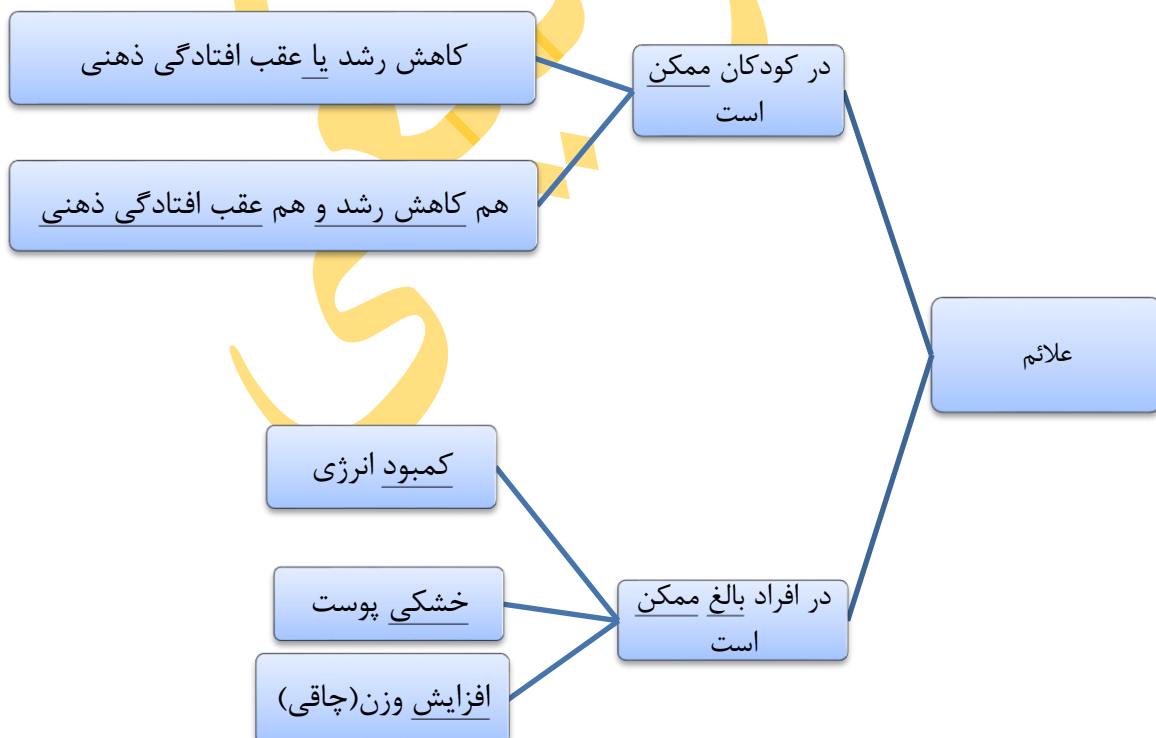 علائم
در کودکان ممکن
است
کاهش رشد یا عقب افتادگی ذهنی
هم کاهش رشد و هم عقب افتادگی ذهنی
در افراد بالغ ممکن
است
کمبود انرژی
خشکی پوست
افزایش وزن(چاقی)